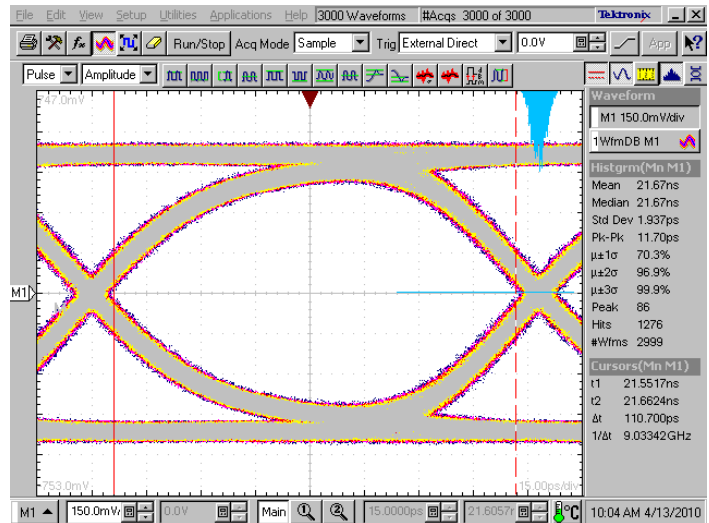 File Edit View Setup Utilities Applications Help 3000 Waveforms #Acqs 3000 of 3000 Tektronix
Run/Stop Acq Mode Sample Trig External Direct 0.0V App
Pulse Amplitude
747.0mV
Waveform
M1 150.0mV/div
1WfmDB M1
Histgrm(Mn M1)
Mean 21.67ns
Median 21.67ns
Std Dev 1.937ps
Pk-Pk 11.70ps
µ±1σ 70.3%
µ±2σ 96.9%
µ±3σ 99.9%
Peak 86
Hits 1276
#Wfms 2999
M1
Cursors(Mn M1)
t1 21.5517ns
t2 21.6624ns
Δt 110.700ps
1/Δt 9.03342GHz
-753.0mV 15.00ps/div
M1 150.0mV/ 0.0V Main 15.0000ps 21.6057r °C 10:04 AM 4/13/2010